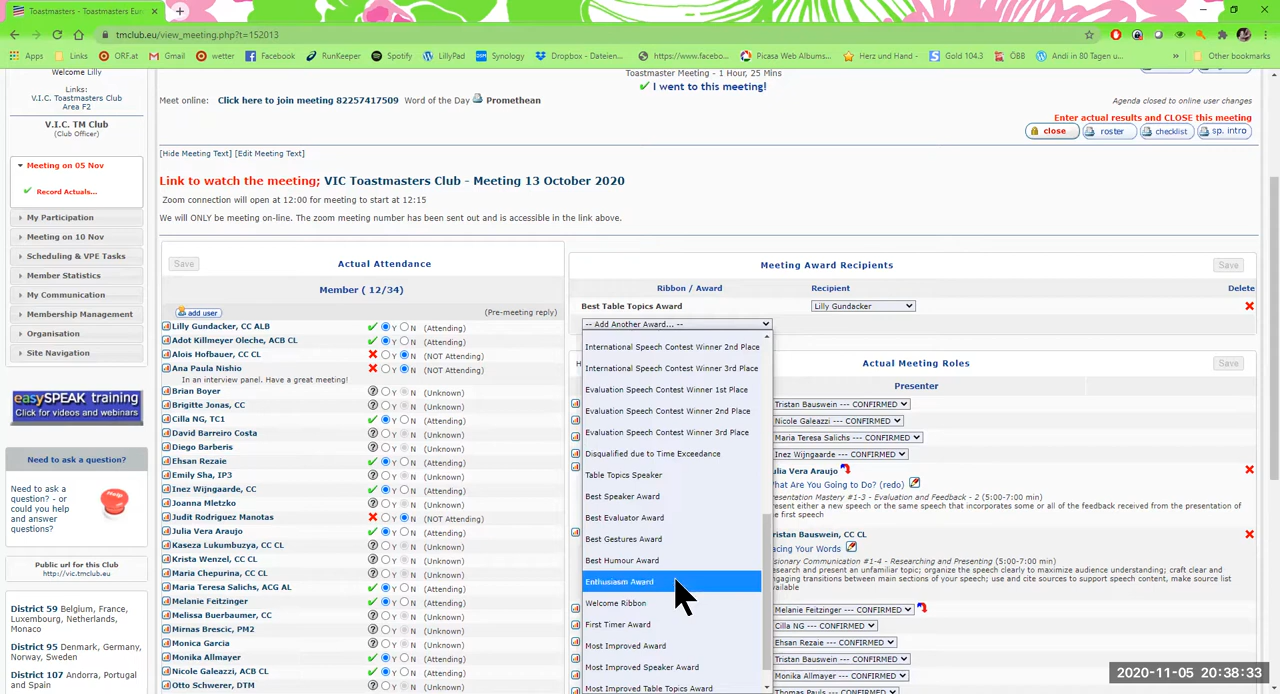 Toastmasters - Toastmasters Eur
tmclub.eu/view_meeting.php?t=152013
Apps
Links
ORF.at
Gmail
wetter
Facebook
RunKeeper
Spotify
LillyPad
Synology
Dropbox - Dateien...
https://www.facebo...
Picasa Web Albums...
Herz und Hand -
Gold 104.3
ÖBB
Andi in 80 Tagen u...
»
Other bookmarks
Welcome Lilly
Links:
V.I.C. Toastmasters Club
Area F2
V.I.C. TM Club
(Club Officer)
Meeting on 05 Nov
Record Actuals...
My Participation
Meeting on 10 Nov
Scheduling & VPE Tasks
Member Statistics
My Communication
Membership Management
Organisation
Site Navigation
easySPEAK training
Click for videos and webinars
Need to ask a question?
Need to ask a
question? - or
could you help
and answer
questions?
Help
Public url for this Club
http://vic.tmclub.eu
District 59 Belgium, France,
Luxembourg, Netherlands,
Monaco
District 95 Denmark, Germany,
Norway, Sweden
District 107 Andorra, Portugal
and Spain
Toastmaster Meeting - 1 Hour, 25 Mins
I went to this meeting!
Meet online: Click here to join meeting 82257417509 Word of the Day Promethean
Agenda closed to online user changes
Enter actual results and CLOSE this meeting
close roster checklist sp. intro
[Hide Meeting Text] [Edit Meeting Text]
Link to watch the meeting; VIC Toastmasters Club - Meeting 13 October 2020
Zoom connection will open at 12:00 for meeting to start at 12:15
We will ONLY be meeting on-line. The zoom meeting number has been sent out and is accessible in the link above.
Save Actual Attendance
Member ( 12/34)
add user (Pre-meeting reply)
Lilly Gundacker, CC ALB Y N (Attending)
Adot Killmeyer Oleche, ACB CL Y N (Attending)
Alois Hofbauer, CC CL Y N (NOT Attending)
Ana Paula Nishio Y N (NOT Attending)
In an interview panel. Have a great meeting!
Brian Boyer Y N (Unknown)
Brigitte Jonas, CC Y N (Unknown)
Cilla NG, TC1 Y N (Attending)
David Barreiro Costa Y N (Unknown)
Diego Barberis Y N (Unknown)
Ehsan Rezaie Y N (Attending)
Emily Sha, IP3 Y N (Unknown)
Inez Wijngaarde, CC Y N (Attending)
Joanna Mletzko Y N (Unknown)
Judit Rodriguez Manotas Y N (NOT Attending)
Julia Vera Araujo Y N (Attending)
Kaseza Lukumbuzya, CC CL Y N (Unknown)
Krista Wenzel, CC CL Y N (Unknown)
Maria Chepurina, CC CL Y N (Unknown)
Maria Teresa Salichs, ACG AL Y N (Attending)
Melanie Feitzinger Y N (Attending)
Melissa Buerbaumer, CC Y N (Unknown)
Mirnas Brescic, PM2 Y N (Unknown)
Monica Garcia Y N (Unknown)
Monika Allmayer Y N (Attending)
Nicole Galeazzi, ACB CL Y N (Attending)
Otto Schwerer, DTM Y N (Unknown)
Meeting Award Recipients Save
Ribbon / Award Recipient Delete
Best Table Topics Award Lilly Gundacker
-- Add Another Award... --
International Speech Contest Winner 2nd Place
International Speech Contest Winner 3rd Place
Evaluation Speech Contest Winner 1st Place
Evaluation Speech Contest Winner 2nd Place
Evaluation Speech Contest Winner 3rd Place
Disqualified due to Time Exceedance
Table Topics Speaker
Best Speaker Award
Best Evaluator Award
Best Gestures Award
Best Humour Award
Enthusiasm Award
Welcome Ribbon
First Timer Award
Most Improved Award
Most Improved Speaker Award
Most Improved Table Topics Award
Actual Meeting Roles Save
Presenter
Tristan Bauswein --- CONFIRMED
Nicole Galeazzi --- CONFIRMED
Maria Teresa Salichs --- CONFIRMED
Inez Wijngaarde --- CONFIRMED
ulia Vera Araujo
hat Are You Going to Do? (redo)
esentation Mastery #1-3 - Evaluation and Feedback - 2 (5:00-7:00 min)
esent either a new speech or the same speech that incorporates some or all of the feedback received from the presentation of
e first speech
ristan Bauswein, CC CL
acing Your Words
sionary Communication #1-4 - Researching and Presenting (5:00-7:00 min)
search and present an unfamiliar topic; organize the speech clearly to maximize audience understanding; craft clear and
gaging transitions between main sections of your speech; use and cite sources to support speech content, make source list
vailable
Melanie Feitzinger --- CONFIRMED
Cilla NG --- CONFIRMED
Ehsan Rezaie --- CONFIRMED
Tristan Bauswein --- CONFIRMED
Monika Allmayer --- CONFIRMED
Thomas Pauls --- CONFIRMED
2020-11-05 20:38:33